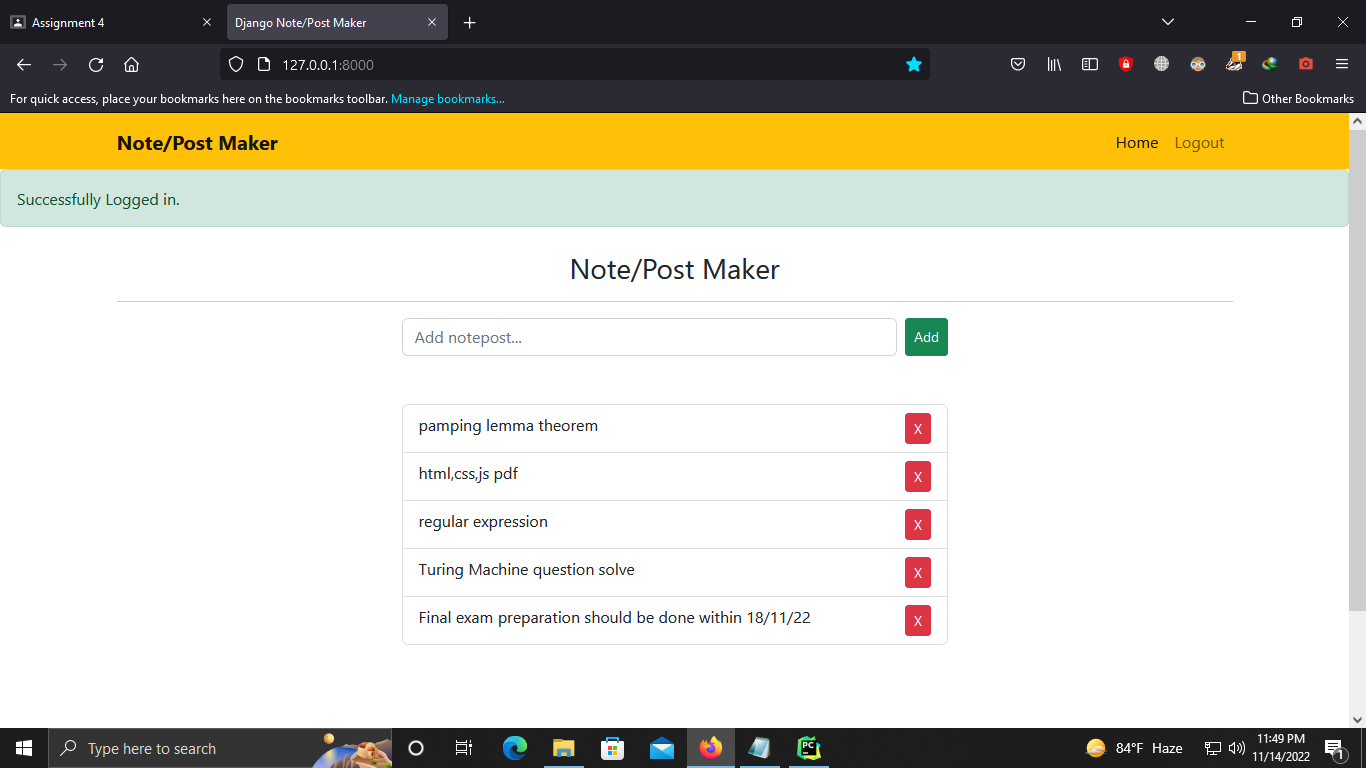 Assignment 4
Django Note/Post Maker
127.0.0.1:8000
1
For quick access, place your bookmarks here on the bookmarks toolbar. Manage bookmarks...
Other Bookmarks
Note/Post Maker
Home
Logout
Successfully Logged in.
Note/Post Maker
Add notepost...
Add
pamping lemma theorem
X
html,css,js pdf
X
regular expression
X
Turing Machine question solve
X
Final exam preparation should be done within 18/11/22
X
Type here to search
PC
84°F Haze
11:49 PM
11/14/2022
1